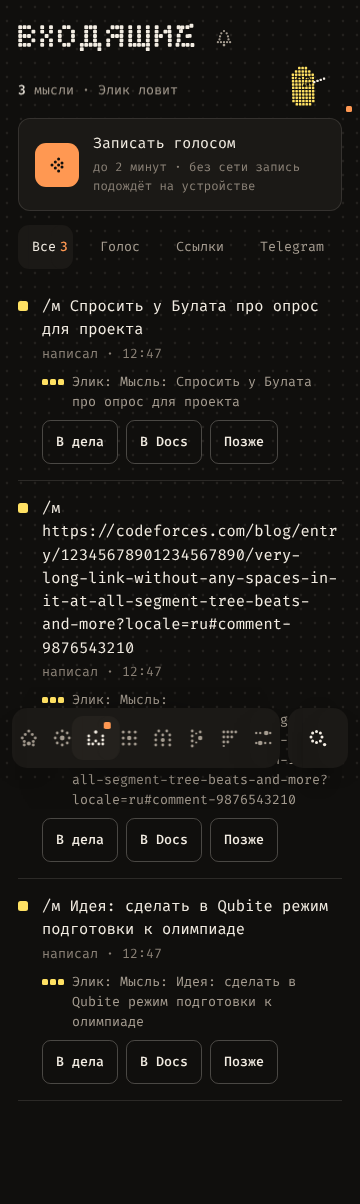 ВХОДЯЩИЕ
3 мысли · Элик ловит
Записать голосом
до 2 минут · без сети запись
подождёт на устройстве
Все 3 Голос Ссылки Telegram
/м Спросить у Булата про опрос
для проекта
написал · 12:47
Элик: Мысль: Спросить у Булата
про опрос для проекта
В дела В Docs Позже
/м
https://codeforces.com/blog/entr
y/12345678901234567890/very-
long-link-without-any-spaces-in-
it-at-all-segment-tree-beats-
and-more?locale=ru#comment-
9876543210
написал · 12:47
Элик: Мысль:
all-segment-tree-beats-and-more?
locale=ru#comment-9876543210
В дела В Docs Позже
/м Идея: сделать в Qubite режим
подготовки к олимпиаде
написал · 12:47
Элик: Мысль: Идея: сделать в
Qubite режим подготовки к
олимпиаде
В дела В Docs Позже